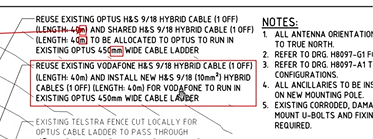 REUSE EXISTING OPTUS H&S 9/18 HYBRID CABLE (1 OFF)
(LENGTH: 40m) AND SHARED H&S 9/18 HYBRID CABLE (1 OFF)
(LENGTH: 40m) TO BE ALLOCATED TO OPTUS TO RUN IN
EXISTING OPTUS 450mm WIDE CABLE LADDER
REUSE EXISTING VODAFONE H&S 9/18 HYBRID CABLE (1 OFF)
(LENGTH: 40m) AND INSTALL NEW H&S 9/18 (10mm²) HYBRID
CABLES (1 OFF) (LENGTH: 40m) FOR VODAFONE TO RUN IN
EXISTING OPTUS 450mm WIDE CABLE LADDER
EXISTING TELSTRA FEED CUT LOCALLY FOR
OPTUS CABLE LADDER TO PASS THROUGH
NOTES:
1. ALL ANTENNA ORIENTATION
TO TRUE NORTH.
2. REFER TO DRG. H8097-G1 FO
3. REFER TO DRG. H8097-A1 T
CONFIGURATIONS.
4. ALL ANCILLARIES TO BE INS
ON NEW MOUNTING POLE.
5. EXISTING CORRODED, DAMA
MOUNT U-BOLTS AND FIXIN
REQUIRED.